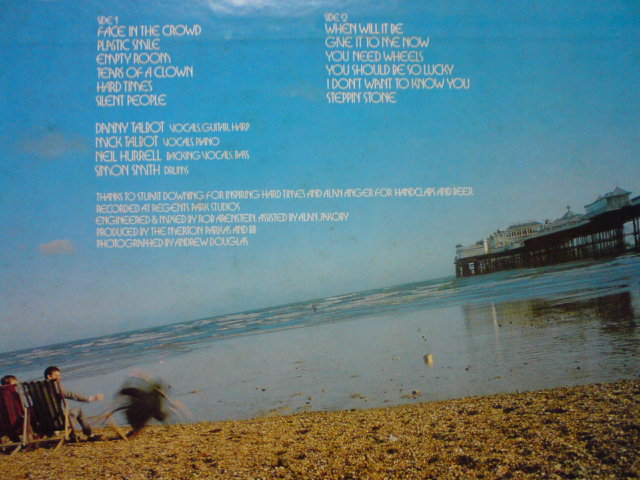 SIDE 1
FACE IN THE CROWD
PLASTIC SMILE
EMPTY ROOM
TEARS OF A CLOWN
HARD TIMES
SILENT PEOPLE
SIDE 2
WHEN WILL IT BE
GIVE IT TO ME NOW
YOU NEED WHEELS
YOU SHOULD BE SO LUCKY
I DON'T WANT TO KNOW YOU
STEPPIN' STONE
DANNY TALBOT VOCALS, GUITAR, HARP
MICK TALBOT VOCALS, PIANO
NEIL HURRELL BACKING VOCALS, BASS
SIMON SMITH DRUMS
THANKS TO STUART DOWNING FOR INSPIRING HARD TIMES AND ALAN ANGER FOR HANDCLAPS AND BEER
RECORDED AT REGENTS PARK STUDIOS
ENGINEERED & MIXED BY ROB ARENSTEIN, ASSISTED BY ALAN JAKOBY
PRODUCED BY THE MERTON PARKAS AND BB
PHOTOGRAPHED BY ANDREW DOUGLAS